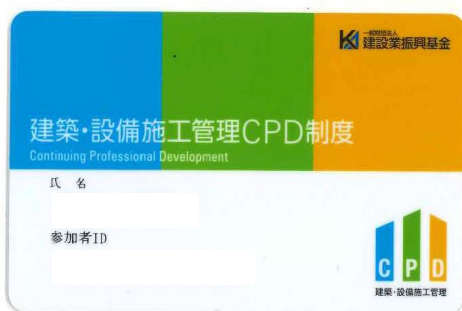 一般財団法人
建設業振興基金
建築・設備施工管理CPD制度
Continuing Professional Development
氏 名
参加者ID
CPD
建築・設備施工管理